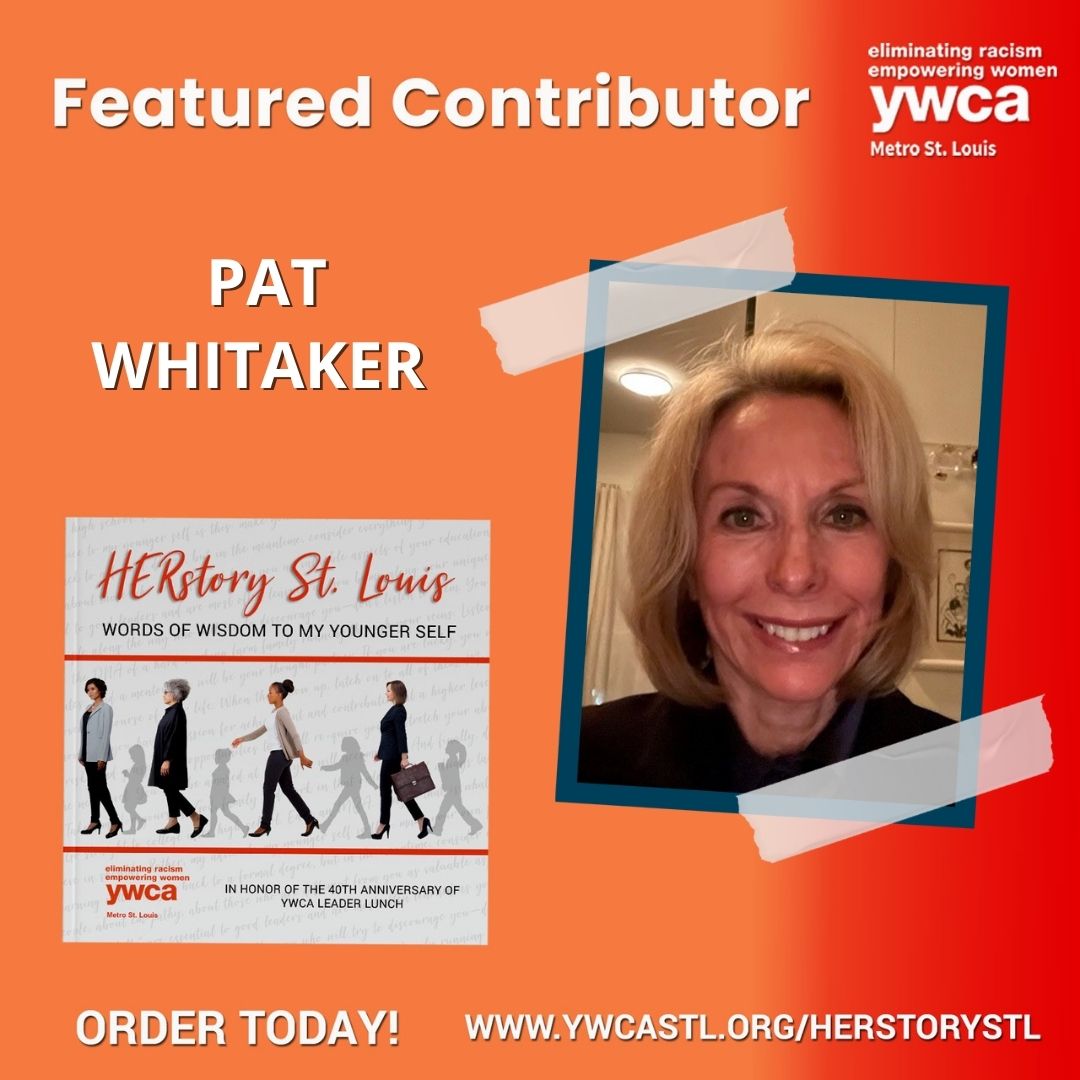 Featured Contributor
eliminating racism
empowering women
ywca
Metro St. Louis
PAT
WHITAKER
HERstory St. Louis
WORDS OF WISDOM TO MY YOUNGER SELF
eliminating racism
empowering women
ywca
Metro St. Louis
IN HONOR OF THE 40TH ANNIVERSARY OF
YWCA LEADER LUNCH
ORDER TODAY!
WWW.YWCASTL.ORG/HERSTORYSTL